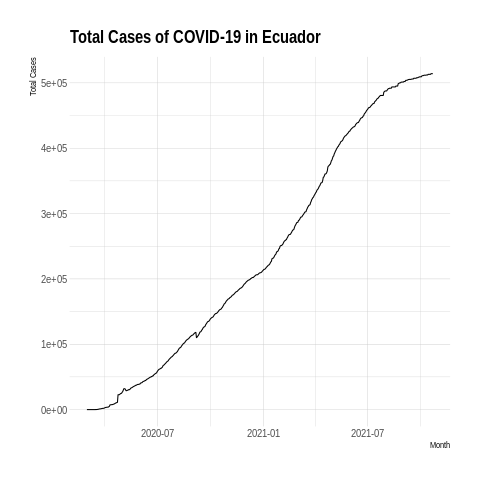 Total Cases of COVID-19 in Ecuador
Total Cases
5e+05
4e+05
3e+05
2e+05
1e+05
0e+00
2020-07 2021-01 2021-07
Month